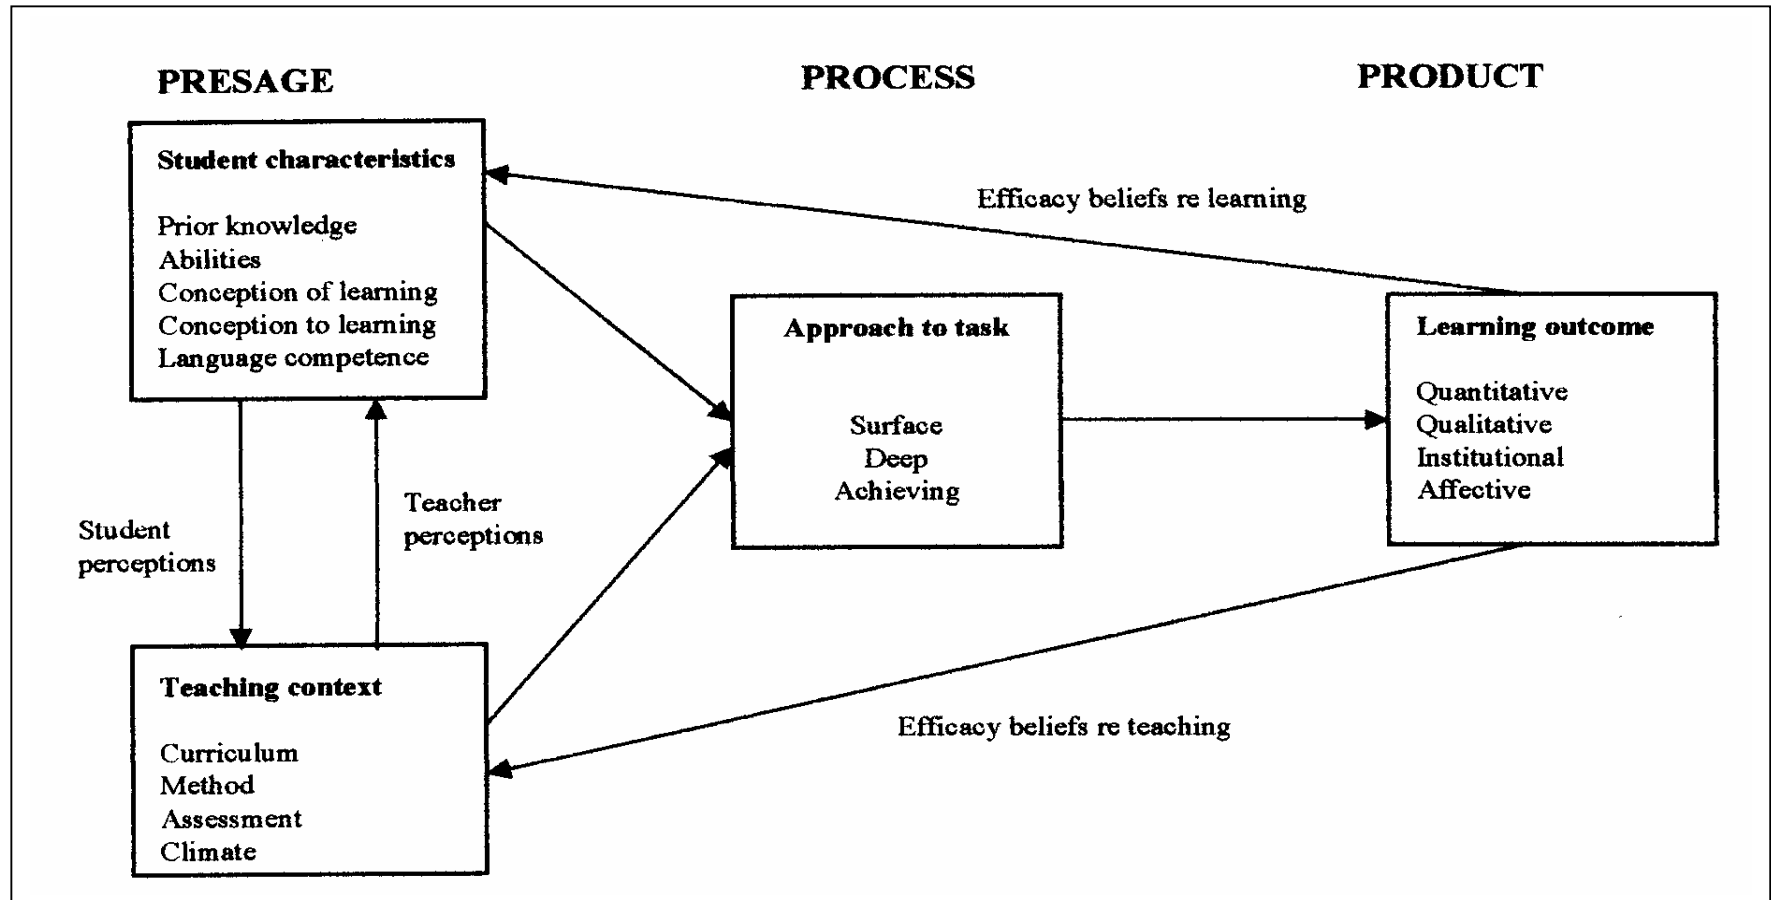 PRESAGE
PROCESS
PRODUCT
Student characteristics
Prior knowledge
Abilities
Conception of learning
Conception to learning
Language competence
Efficacy beliefs re learning
Approach to task
Surface
Deep
Achieving
Learning outcome
Quantitative
Qualitative
Institutional
Affective
Student
perceptions
Teacher
perceptions
Teaching context
Curriculum
Method
Assessment
Climate
Efficacy beliefs re teaching